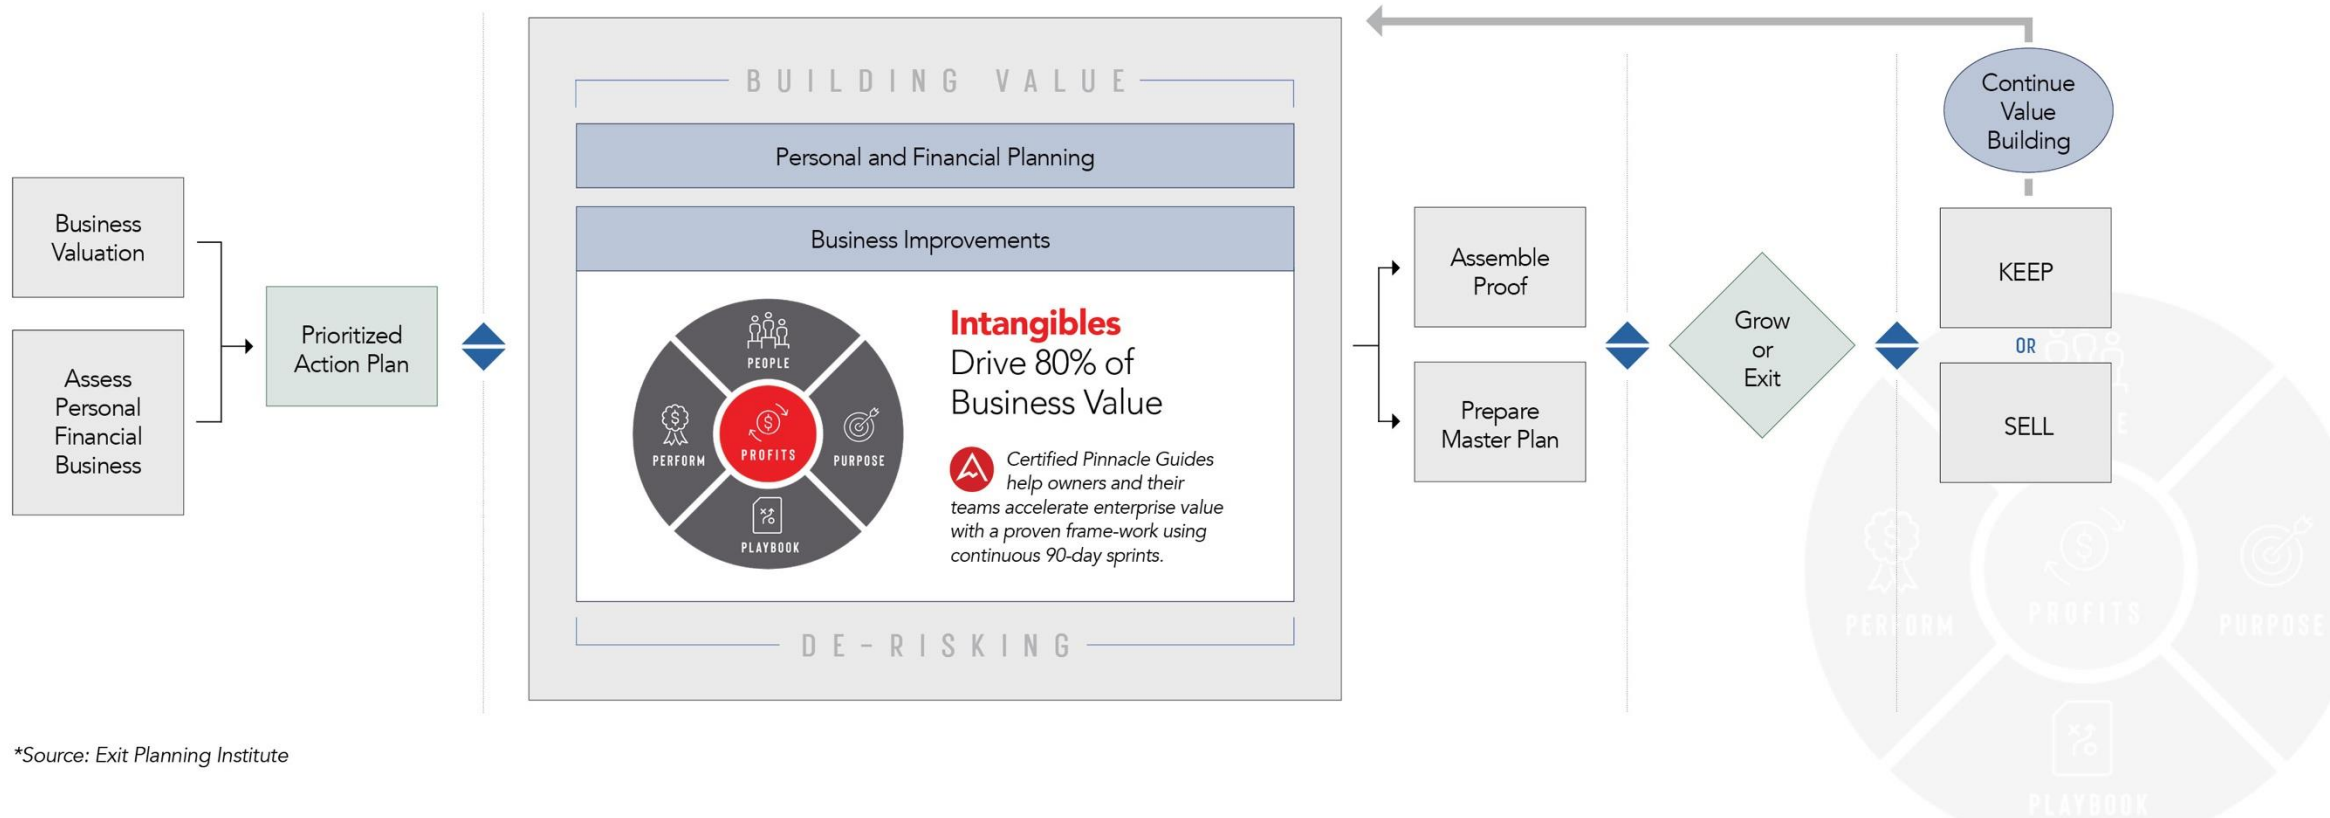 Business
Valuation
Assess
Personal
Financial
Business
Prioritized
Action Plan
BUILDING VALUE
Personal and Financial Planning
Business Improvements
PEOPLE
PERFORM
PROFITS
PURPOSE
PLAYBOOK
Intangibles
Drive 80% of
Business Value
Certified Pinnacle Guides
help owners and their
teams accelerate enterprise value
with a proven frame-work using
continuous 90-day sprints.
DE-RISKING
Assemble
Proof
Prepare
Master Plan
Grow
or
Exit
Continue
Value
Building
KEEP
OR
SELL
E
PERFORM
PROFITS
PURPOSE
PLAYBOOK
*Source: Exit Planning Institute